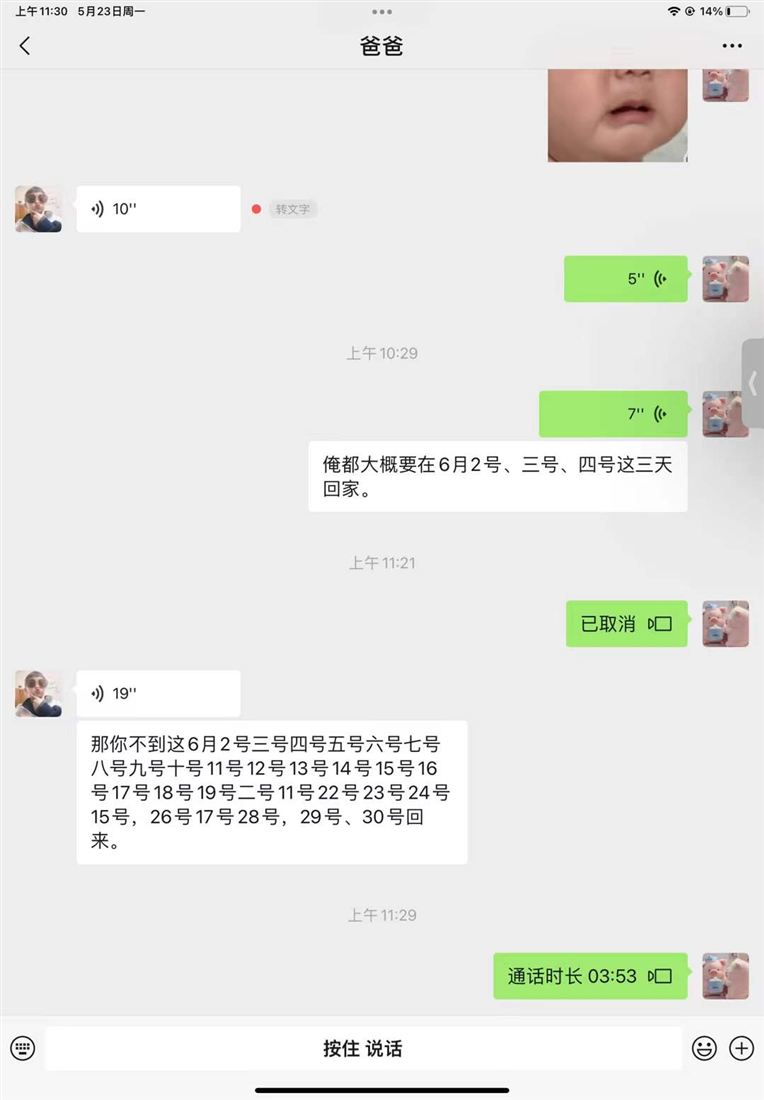 上午11:30 5月23日周一
14%
爸爸
10''
转文字
5''
上午 10:29
7''
俺都大概要在6月2号、三号、四号这三天
回家。
上午 11:21
已取消
19''
那你不到这6月2号三号四号五号六号七号
八号九号十号11号12号13号14号15号16
号17号18号19号二号11号22号23号24号
15号，26号17号28号，29号、30号回
来。
上午 11:29
通话时长 03:53
按住 说话